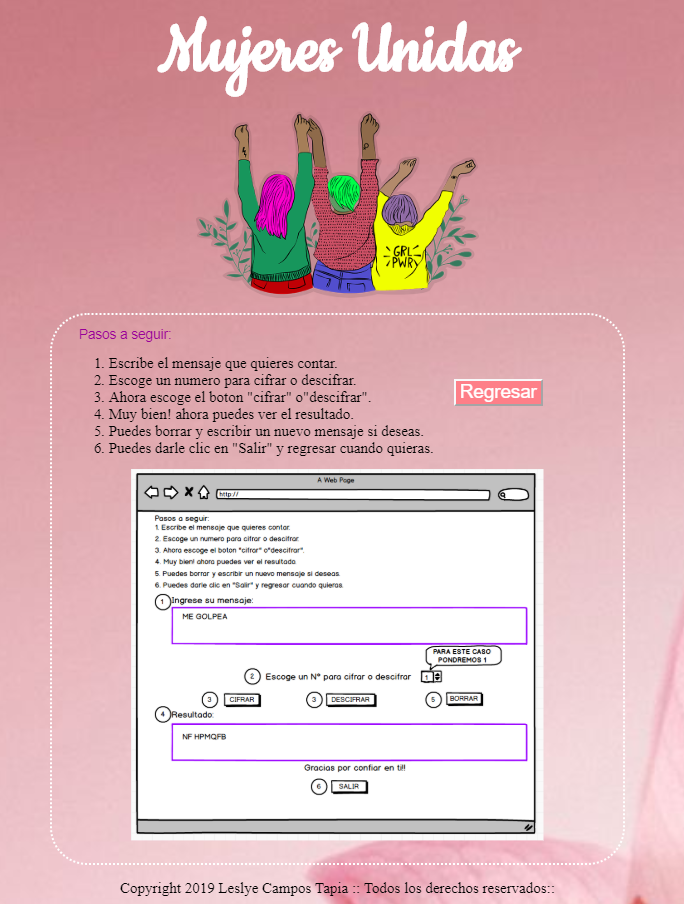 Mujeres Unidas
GRL
PWR
Pasos a seguir:
1. Escribe el mensaje que quieres contar.
2. Escoge un numero para cifrar o descifrar.
3. Ahora escoge el boton "cifrar" o"descifrar".
4. Muy bien! ahora puedes ver el resultado.
5. Puedes borrar y escribir un nuevo mensaje si deseas.
6. Puedes darle clic en "Salir" y regresar cuando quieras.
Regresar
A Web Page
http://
Pasos a seguir:
1. Escribe el mensaje que quieres contar.
2. Escoge un numero para cifrar o descifrar.
3. Ahora escoge el boton "cifrar" o"descifrar".
4. Muy bien! ahora puedes ver el resultado.
5. Puedes borrar y escribir un nuevo mensaje si deseas.
6. Puedes darle clic en "Salir" y regresar cuando quieras.
1 Ingrese su mensaje:
ME GOLPEA
PARA ESTE CASO
PONDREMOS 1
2 Escoge un N° para cifrar o descifrar 1
3 CIFRAR 3 DESCIFRAR 5 BORRAR
4 Resultado:
NF HPMQFB
Gracias por confiar en ti!!
6 SALIR
Copyright 2019 Leslye Campos Tapia :: Todos los derechos reservados::